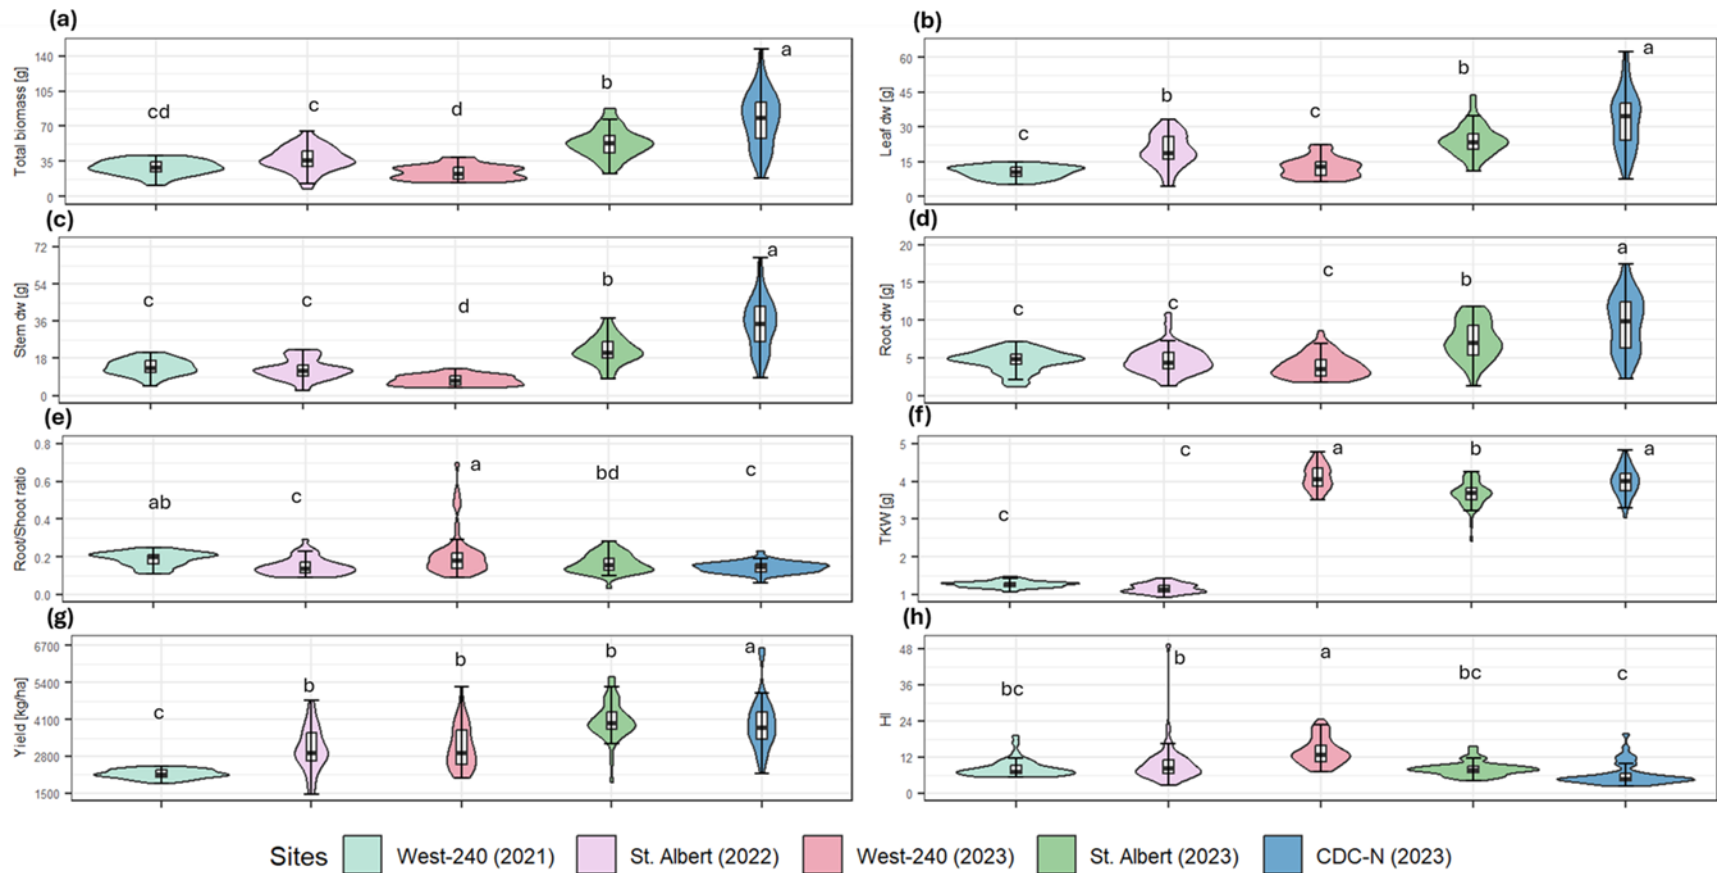 (a)
(b)
Total biomass [g]
140
105
70
35
0
cd
c
d
b
a
Leaf dw [g]
60
45
30
15
0
c
b
c
b
a
(c)
(d)
Stem dw [g]
72
54
36
18
0
c
c
d
b
a
Root dw [g]
20
15
10
5
0
c
c
c
b
a
(e)
(f)
Root/Shoot ratio
0.8
0.6
0.4
0.2
0.0
ab
c
a
bd
c
TKW [g]
5
4
3
2
1
c
c
a
b
a
(g)
(h)
Yield [kg/ha]
6700
5400
4100
2800
1500
c
b
b
b
a
HI
48
36
24
12
0
bc
b
a
bc
c
Sites West-240 (2021) St. Albert (2022) West-240 (2023) St. Albert (2023) CDC-N (2023)